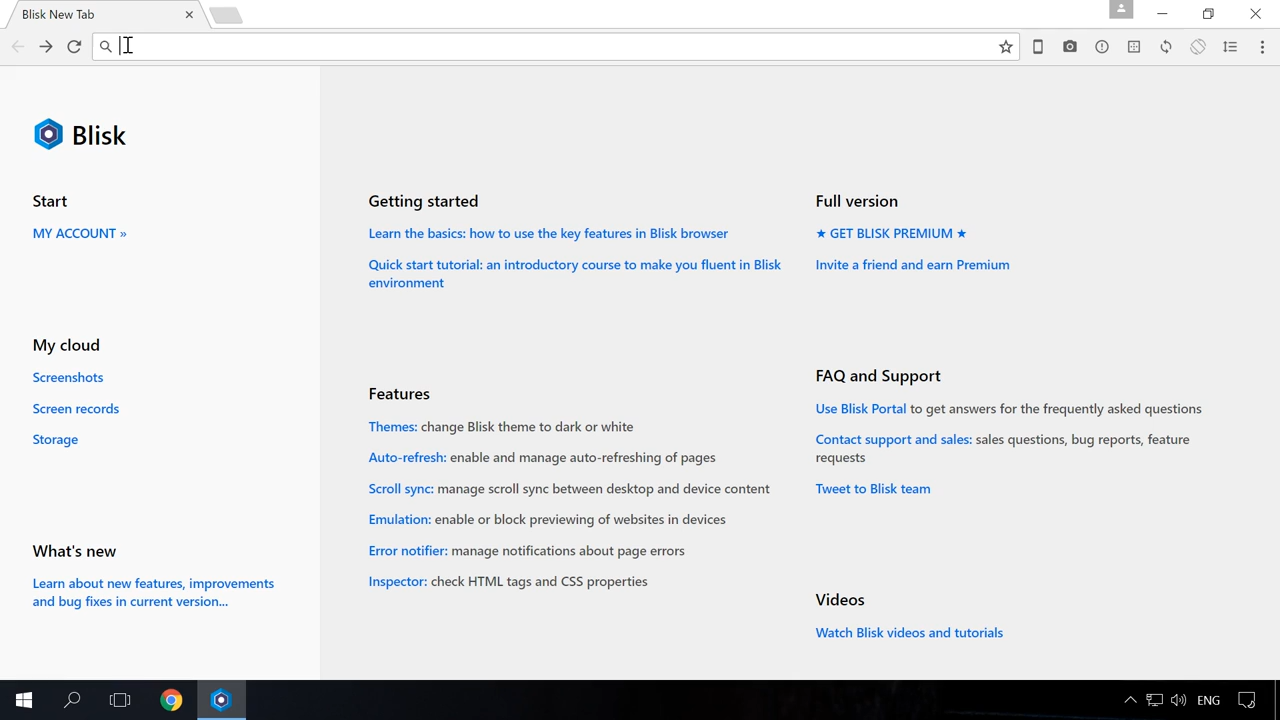 Blisk New Tab
Blisk
Start
MY ACCOUNT »
My cloud
Screenshots
Screen records
Storage
What's new
Learn about new features, improvements
and bug fixes in current version...
Getting started
Learn the basics: how to use the key features in Blisk browser
Quick start tutorial: an introductory course to make you fluent in Blisk
environment
Features
Themes: change Blisk theme to dark or white
Auto-refresh: enable and manage auto-refreshing of pages
Scroll sync: manage scroll sync between desktop and device content
Emulation: enable or block previewing of websites in devices
Error notifier: manage notifications about page errors
Inspector: check HTML tags and CSS properties
Full version
★ GET BLISK PREMIUM ★
Invite a friend and earn Premium
FAQ and Support
Use Blisk Portal to get answers for the frequently asked questions
Contact support and sales: sales questions, bug reports, feature
requests
Tweet to Blisk team
Videos
Watch Blisk videos and tutorials
ENG